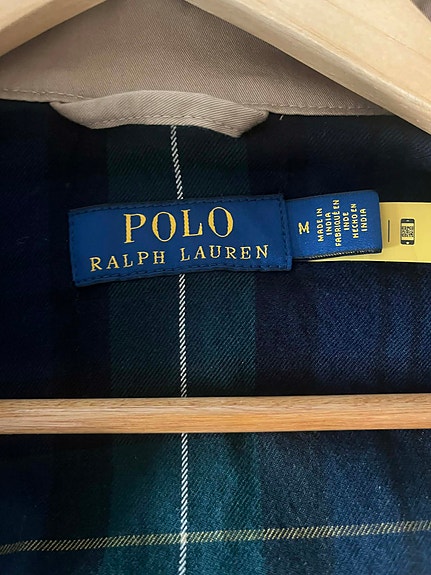 POLO
RALPH LAUREN
M
MADE IN
INDIA
FABRIQUÉ EN
INDE
HECHO EN
INDIA